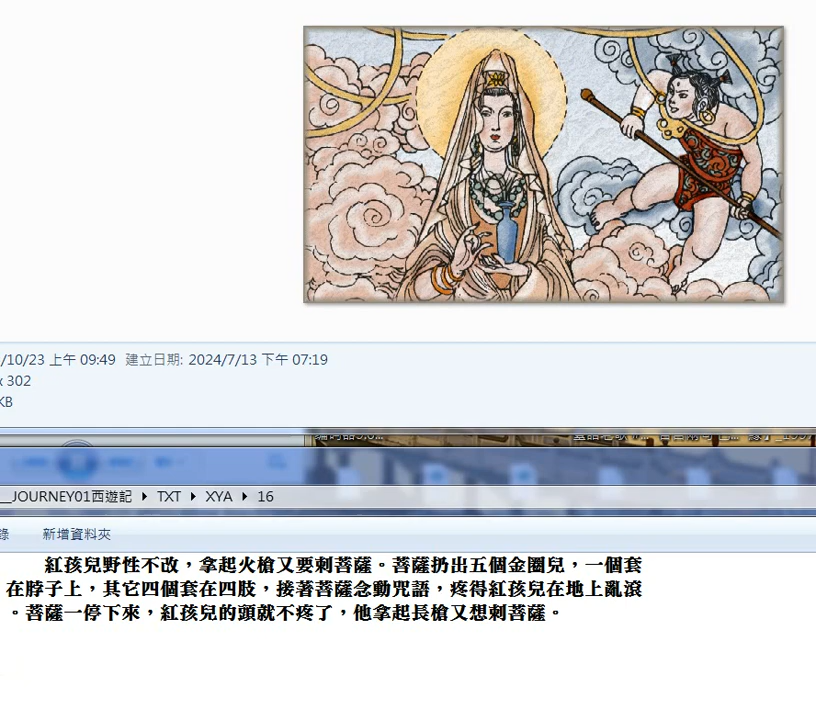 /10/23 上午 09:49 建立日期: 2024/7/13 下午 07:19
x 302
KB
__JOURNEY01西遊記 ▸ TXT ▸ XYA ▸ 16
錄 新增資料夾
紅孩兒野性不改，拿起火槍又要刺菩薩。菩薩扔出五個金圈兒，一個套
在脖子上，其它四個套在四肢，接著菩薩念動咒語，疼得紅孩兒在地上亂滾
。菩薩一停下來，紅孩兒的頭就不疼了，他拿起長槍又想刺菩薩。